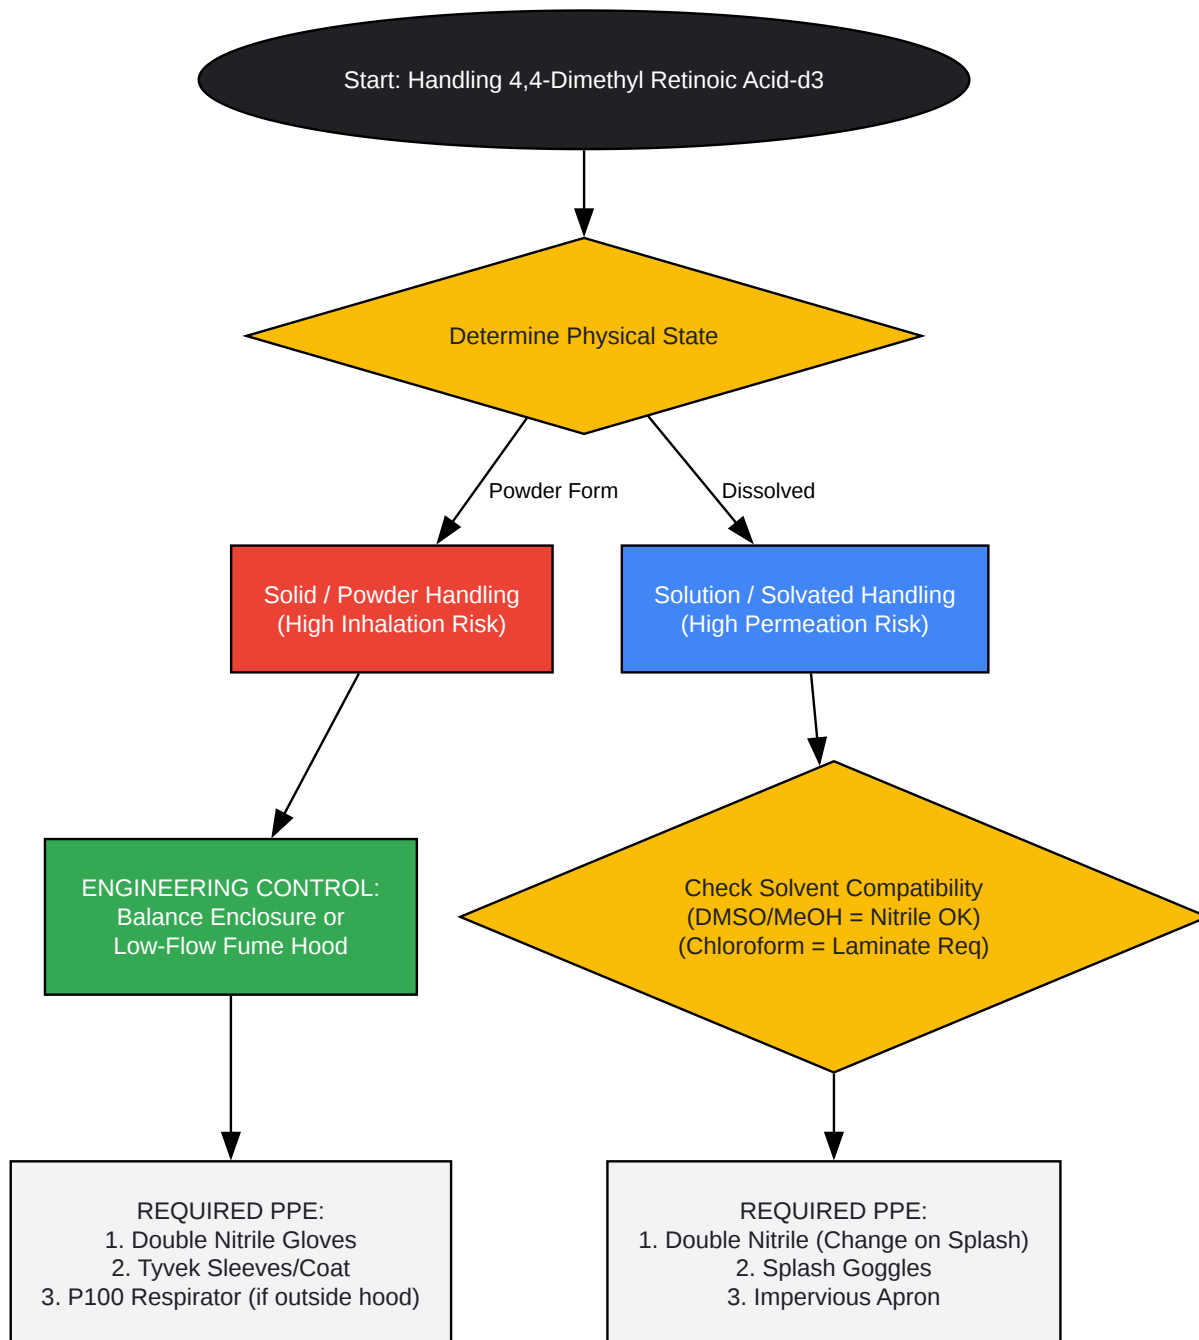 Start: Handling 4,4-Dimethyl Retinoic Acid-d3
Determine Physical State
Powder Form
Dissolved
Solid / Powder Handling
(High Inhalation Risk)
Solution / Solvated Handling
(High Permeation Risk)
ENGINEERING CONTROL:
Balance Enclosure or
Low-Flow Fume Hood
Check Solvent Compatibility
(DMSO/MeOH = Nitrile OK)
(Chloroform = Laminate Req)
REQUIRED PPE:
1. Double Nitrile Gloves
2. Tyvek Sleeves/Coat
3. P100 Respirator (if outside hood)
REQUIRED PPE:
1. Double Nitrile (Change on Splash)
2. Splash Goggles
3. Impervious Apron